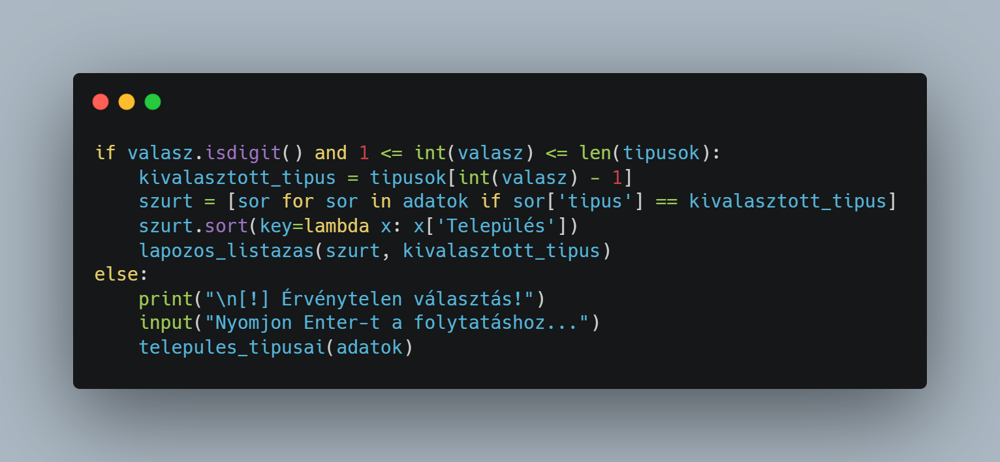 if valasz.isdigit() and 1 <= int(valasz) <= len(tipusok):
    kivalasztott_tipus = tipusok[int(valasz) - 1]
    szurt = [sor for sor in adatok if sor['tipus'] == kivalasztott_tipus]
    szurt.sort(key=lambda x: x['Település'])
    lapozos_listazas(szurt, kivalasztott_tipus)
else:
    print("\n[!] Érvénytelen választás!")
    input("Nyomjon Enter-t a folytatáshoz...")
    telepules_tipusai(adatok)